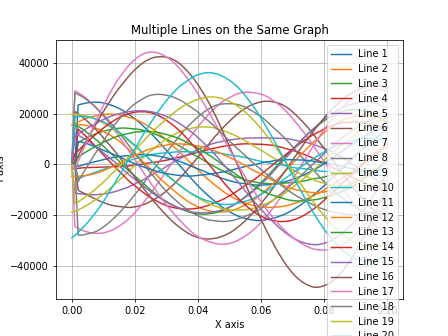 Multiple Lines on the Same Graph
40000
20000
0
−20000
−40000
0.00
0.02
0.04
0.06
0.08
X axis
axis
Line 1
Line 2
Line 3
Line 4
Line 5
Line 6
Line 7
Line 8
Line 9
Line 10
Line 11
Line 12
Line 13
Line 14
Line 15
Line 16
Line 17
Line 18
Line 19
Line 20